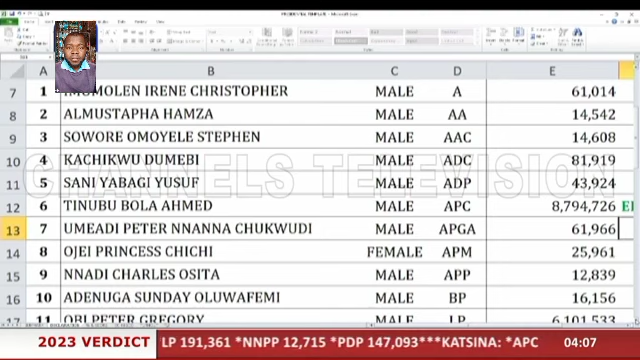 A B C D E
7 1 IMUMOLEN IRENE CHRISTOPHER MALE A 61,014
8 2 ALMUSTAPHA HAMZA MALE AA 14,542
9 3 SOWORE OMOYELE STEPHEN MALE AAC 14,608
10 4 KACHIKWU DUMEBI MALE ADC 81,919
CHANNELS TELEVISION
11 5 SANI YABAGI YUSUF MALE ADP 43,924
12 6 TINUBU BOLA AHMED MALE APC 8,794,726 EI
13 7 UMEADI PETER NNANNA CHUKWUDI MALE APGA 61,966
14 8 OJEI PRINCESS CHICHI FEMALE APM 25,961
15 9 NNADI CHARLES OSITA MALE APP 12,839
16 10 ADENUGA SUNDAY OLUWAFEMI MALE BP 16,156
17 11 OBI PETER GREGORY MALE LP 6,101,533
2023 VERDICT LP 191,361 *NNPP 12,715 *PDP 147,093***KATSINA: *APC 04:07